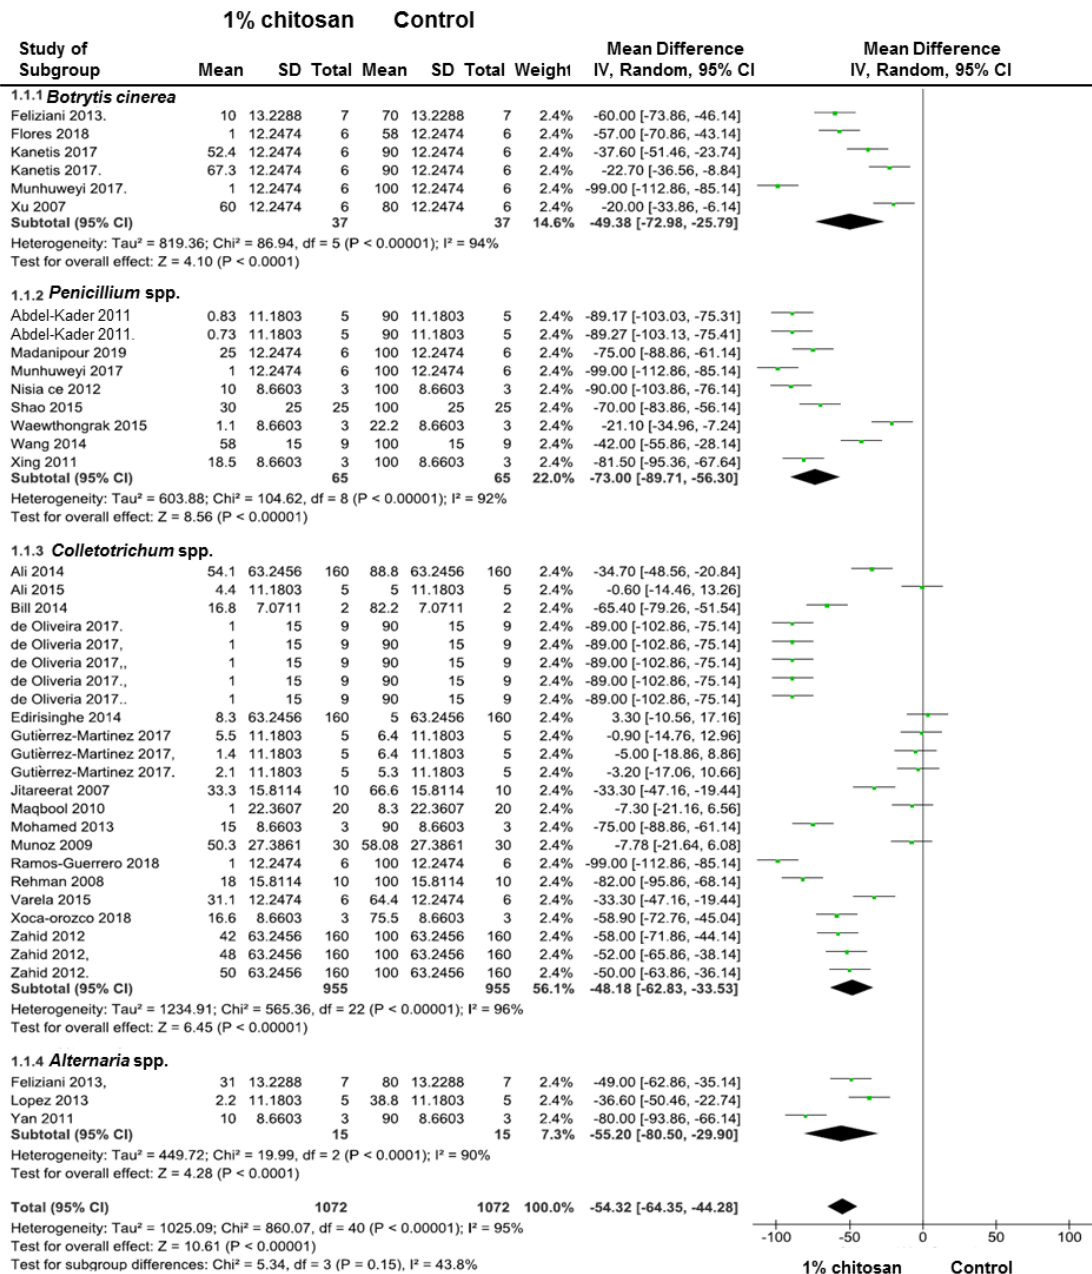 1% chitosan Control
Study of Mean Difference Mean Difference
Subgroup Mean SD Total Mean SD Total Weight IV, Random, 95% CI IV, Random, 95% CI
1.1.1 Botrytis cinerea
Feliziani 2013. 10 13.2288 7 70 13.2288 7 2.4% -60.00 [-73.86, -46.14]
Flores 2018 1 12.2474 6 58 12.2474 6 2.4% -57.00 [-70.86, -43.14]
Kanetis 2017 52.4 12.2474 6 90 12.2474 6 2.4% -37.60 [-51.46, -23.74]
Kanetis 2017. 67.3 12.2474 6 90 12.2474 6 2.4% -22.70 [-36.56, -8.84]
Munhuweyi 2017. 1 12.2474 6 100 12.2474 6 2.4% -99.00 [-112.86, -85.14]
Xu 2007 60 12.2474 6 80 12.2474 6 2.4% -20.00 [-33.86, -6.14]
Subtotal (95% CI) 37 37 14.6% -49.38 [-72.98, -25.79]
Heterogeneity: Tau² = 819.36; Chi² = 86.94, df = 5 (P < 0.00001); I² = 94%
Test for overall effect: Z = 4.10 (P < 0.0001)
1.1.2 Penicillium spp.
Abdel-Kader 2011 0.83 11.1803 5 90 11.1803 5 2.4% -89.17 [-103.03, -75.31]
Abdel-Kader 2011. 0.73 11.1803 5 90 11.1803 5 2.4% -89.27 [-103.13, -75.41]
Madanipour 2019 25 12.2474 6 100 12.2474 6 2.4% -75.00 [-88.86, -61.14]
Munhuweyi 2017 1 12.2474 6 100 12.2474 6 2.4% -99.00 [-112.86, -85.14]
Nisia ce 2012 10 8.6603 3 100 8.6603 3 2.4% -90.00 [-103.86, -76.14]
Shao 2015 30 25 25 100 25 25 2.4% -70.00 [-83.86, -56.14]
Waewthongrak 2015 1.1 8.6603 3 22.2 8.6603 3 2.4% -21.10 [-34.96, -7.24]
Wang 2014 58 15 9 100 15 9 2.4% -42.00 [-55.86, -28.14]
Xing 2011 18.5 8.6603 3 100 8.6603 3 2.4% -81.50 [-95.36, -67.64]
Subtotal (95% CI) 65 65 22.0% -73.00 [-89.71, -56.30]
Heterogeneity: Tau² = 603.88; Chi² = 104.62, df = 8 (P < 0.00001); I² = 92%
Test for overall effect: Z = 8.56 (P < 0.00001)
1.1.3 Colletotrichum spp.
Ali 2014 54.1 63.2456 160 88.8 63.2456 160 2.4% -34.70 [-48.56, -20.84]
Ali 2015 4.4 11.1803 5 5 11.1803 5 2.4% -0.60 [-14.46, 13.26]
Bill 2014 16.8 7.0711 2 82.2 7.0711 2 2.4% -65.40 [-79.26, -51.54]
de Oliveira 2017. 1 15 9 90 15 9 2.4% -89.00 [-102.86, -75.14]
de Oliveria 2017, 1 15 9 90 15 9 2.4% -89.00 [-102.86, -75.14]
de Oliveria 2017,, 1 15 9 90 15 9 2.4% -89.00 [-102.86, -75.14]
de Oliveria 2017., 1 15 9 90 15 9 2.4% -89.00 [-102.86, -75.14]
de Oliveria 2017.. 1 15 9 90 15 9 2.4% -89.00 [-102.86, -75.14]
Edirisinghe 2014 8.3 63.2456 160 5 63.2456 160 2.4% 3.30 [-10.56, 17.16]
Gutièrrez-Martinez 2017 5.5 11.1803 5 6.4 11.1803 5 2.4% -0.90 [-14.76, 12.96]
Gutièrrez-Martinez 2017, 1.4 11.1803 5 6.4 11.1803 5 2.4% -5.00 [-18.86, 8.86]
Gutièrrez-Martinez 2017. 2.1 11.1803 5 5.3 11.1803 5 2.4% -3.20 [-17.06, 10.66]
Jitareerat 2007 33.3 15.8114 10 66.6 15.8114 10 2.4% -33.30 [-47.16, -19.44]
Maqbool 2010 1 22.3607 20 8.3 22.3607 20 2.4% -7.30 [-21.16, 6.56]
Mohamed 2013 15 8.6603 3 90 8.6603 3 2.4% -75.00 [-88.86, -61.14]
Munoz 2009 50.3 27.3861 30 58.08 27.3861 30 2.4% -7.78 [-21.64, 6.08]
Ramos-Guerrero 2018 1 12.2474 6 100 12.2474 6 2.4% -99.00 [-112.86, -85.14]
Rehman 2008 18 15.8114 10 100 15.8114 10 2.4% -82.00 [-95.86, -68.14]
Varela 2015 31.1 12.2474 6 64.4 12.2474 6 2.4% -33.30 [-47.16, -19.44]
Xoca-orozco 2018 16.6 8.6603 3 75.5 8.6603 3 2.4% -58.90 [-72.76, -45.04]
Zahid 2012 42 63.2456 160 100 63.2456 160 2.4% -58.00 [-71.86, -44.14]
Zahid 2012, 48 63.2456 160 100 63.2456 160 2.4% -52.00 [-65.86, -38.14]
Zahid 2012. 50 63.2456 160 100 63.2456 160 2.4% -50.00 [-63.86, -36.14]
Subtotal (95% CI) 955 955 56.1% -48.18 [-62.83, -33.53]
Heterogeneity: Tau² = 1234.91; Chi² = 565.36, df = 22 (P < 0.00001); I² = 96%
Test for overall effect: Z = 6.45 (P < 0.00001)
1.1.4 Alternaria spp.
Feliziani 2013, 31 13.2288 7 80 13.2288 7 2.4% -49.00 [-62.86, -35.14]
Lopez 2013 2.2 11.1803 5 38.8 11.1803 5 2.4% -36.60 [-50.46, -22.74]
Yan 2011 10 8.6603 3 90 8.6603 3 2.4% -80.00 [-93.86, -66.14]
Subtotal (95% CI) 15 15 7.3% -55.20 [-80.50, -29.90]
Heterogeneity: Tau² = 449.72; Chi² = 19.99, df = 2 (P < 0.0001); I² = 90%
Test for overall effect: Z = 4.28 (P < 0.0001)
Total (95% CI) 1072 1072 100.0% -54.32 [-64.35, -44.28]
Heterogeneity: Tau² = 1025.09; Chi² = 860.07, df = 40 (P < 0.00001); I² = 95%
Test for overall effect: Z = 10.61 (P < 0.00001)
Test for subgroup differences: Chi² = 5.34, df = 3 (P = 0.15), I² = 43.8%
-100 -50 0 50 100
1% chitosan Control